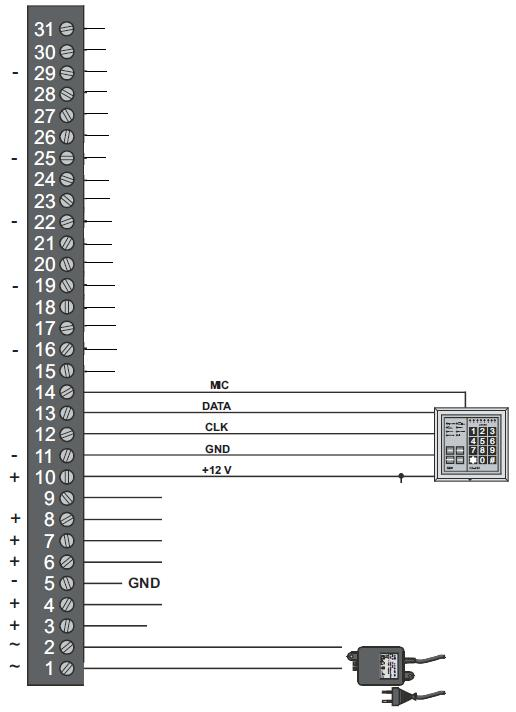 31
30
- 29
28
27
26
- 25
24
23
- 22
21
20
- 19
18
17
- 16
15
14 MIC
13 DATA
12 CLK
- 11 GND
+ 10 +12 V
9
+ 8
+ 7
+ 6
- 5 GND
+ 4
+ 3
~ 2
~ 1
1 2 3
4 5 6
7 8 9
* 0 #